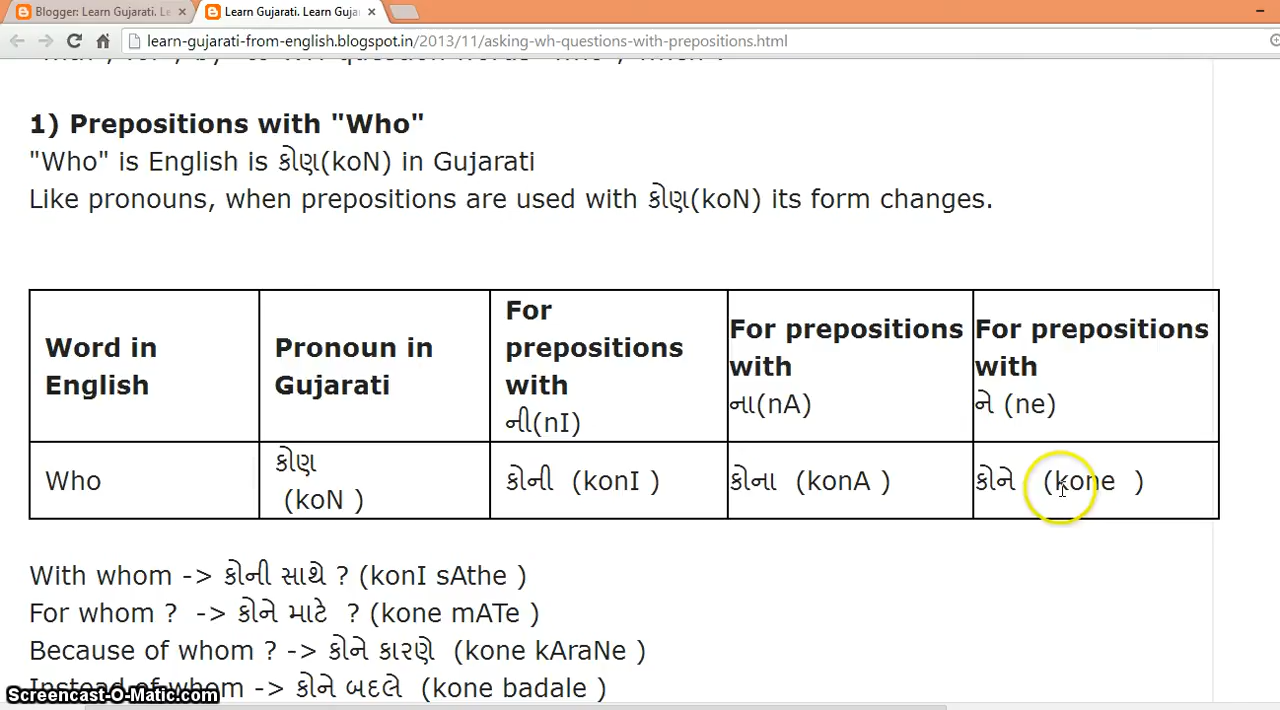 Blogger: Learn Gujarati. Le
Learn Gujarati. Learn Guja
learn-gujarati-from-english.blogspot.in/2013/11/asking-wh-questions-with-prepositions.html
1) Prepositions with "Who"
"Who" is English is કોણ(koN) in Gujarati
Like pronouns, when prepositions are used with કોણ(koN) its form changes.
Word in English
Pronoun in Gujarati
For prepositions with ની(nI)
For prepositions with ના(nA)
For prepositions with ને (ne)
Who
કોણ (koN )
કોની (konI )
કોના (konA )
કોને (kone )
With whom -> કોની સાથે ? (konI sAthe )
For whom ? -> કોને માટે ? (kone mATe )
Because of whom ? -> કોને કારણે (kone kAraNe )
Instead of whom -> કોને બદલે (kone badale )
Screencast-O-Matic.com